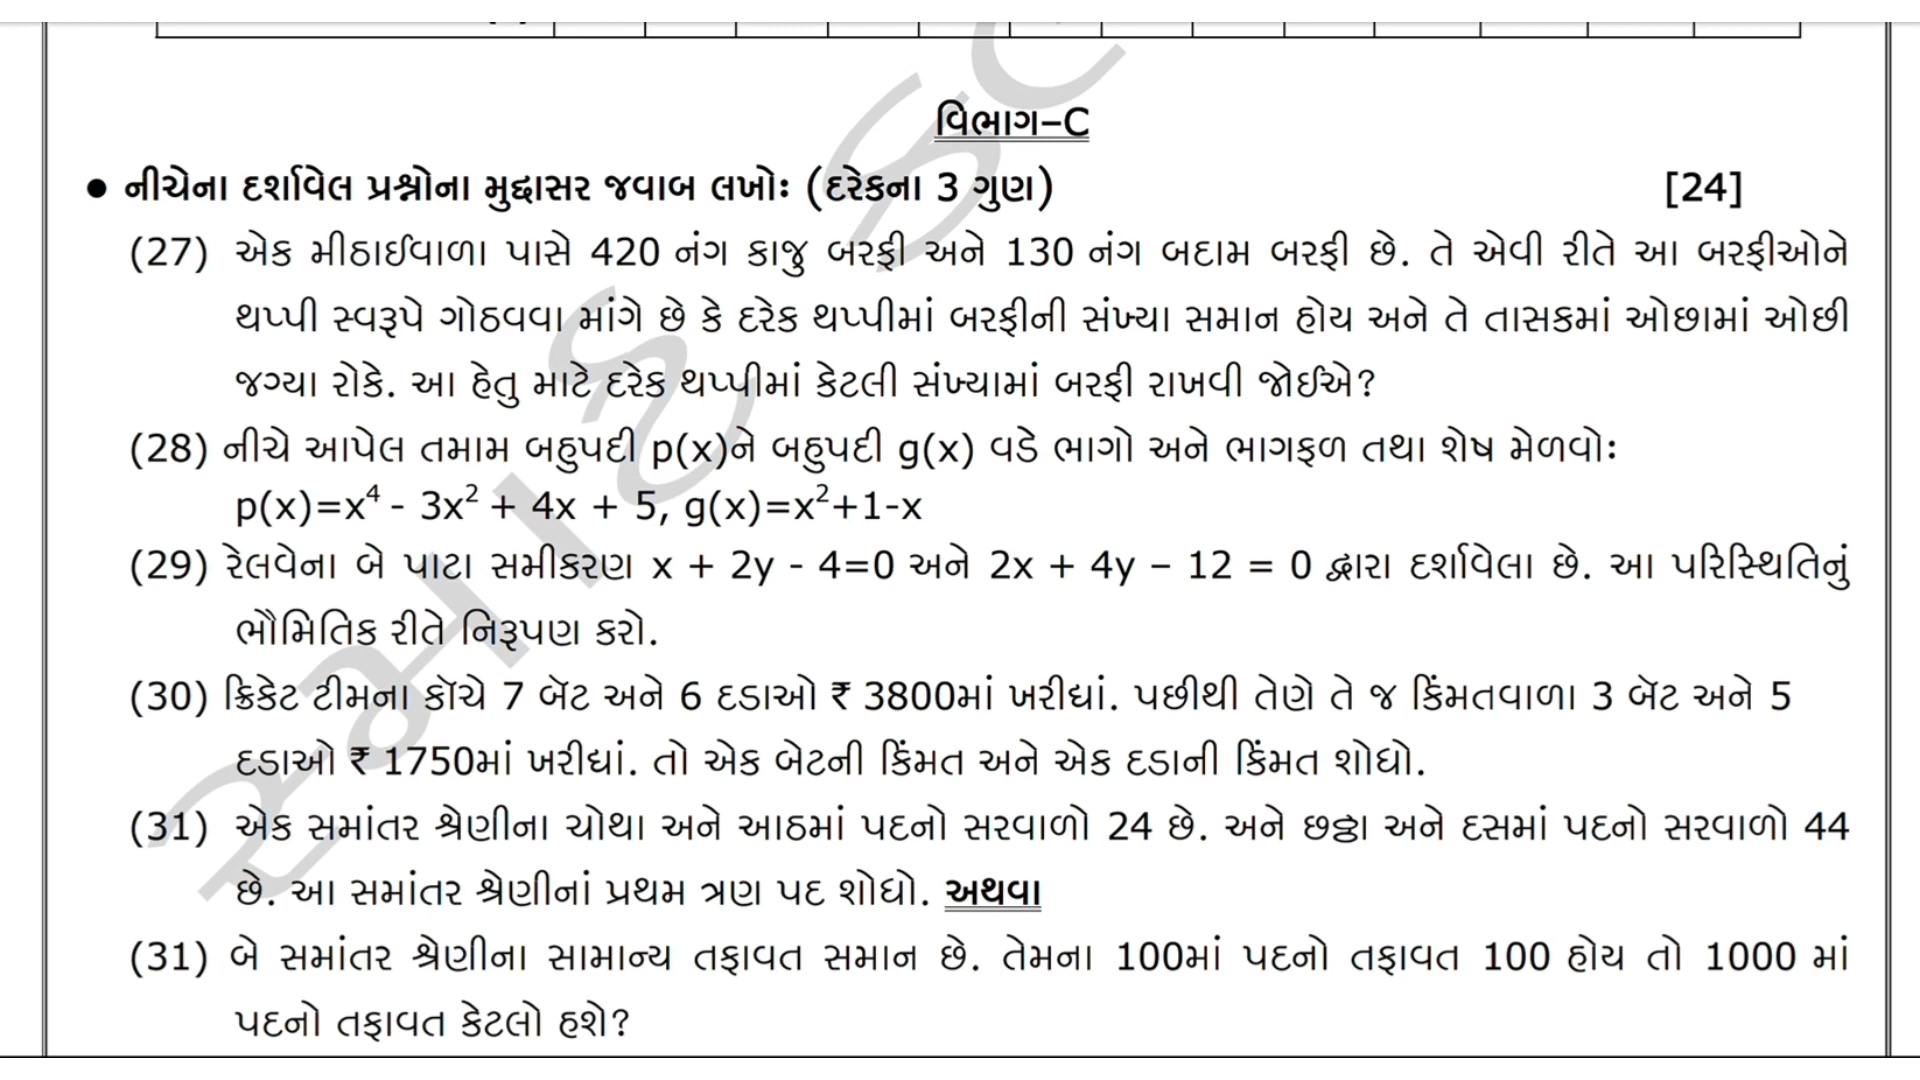 વિભાગ–C
● નીચેના દર્શાવેલ પ્રશ્નોના મુદ્દાસર જવાબ લખોઃ (દરેકના 3 ગુણ) [24]
(27) એક મીઠાઈવાળા પાસે 420 નંગ કાજુ બરફી અને 130 નંગ બદામ બરફી છે. તે એવી રીતે આ બરફીઓને
થપ્પી સ્વરૂપે ગોઠવવા માંગે છે કે દરેક થપ્પીમાં બરફીની સંખ્યા સમાન હોય અને તે તાસકમાં ઓછામાં ઓછી
જગ્યા રોકે. આ હેતુ માટે દરેક થપ્પીમાં કેટલી સંખ્યામાં બરફી રાખવી જોઈએ?
(28) નીચે આપેલ તમામ બહુપદી p(x)ને બહુપદી g(x) વડે ભાગો અને ભાગફળ તથા શેષ મેળવોઃ
p(x)=x⁴ - 3x² + 4x + 5, g(x)=x²+1-x
(29) રેલવેના બે પાટા સમીકરણ x + 2y - 4=0 અને 2x + 4y – 12 = 0 દ્વારા દર્શાવેલા છે. આ પરિસ્થિતિનું
ભૌમિતિક રીતે નિરૂપણ કરો.
(30) ક્રિકેટ ટીમના કૉચે 7 બૅટ અને 6 દડાઓ ₹ 3800માં ખરીદ્યાં. પછીથી તેણે તે જ કિંમતવાળા 3 બૅટ અને 5
દડાઓ ₹ 1750માં ખરીદ્યાં. તો એક બેટની કિંમત અને એક દડાની કિંમત શોધો.
(31) એક સમાંતર શ્રેણીના ચોથા અને આઠમાં પદનો સરવાળો 24 છે. અને છઠ્ઠા અને દસમાં પદનો સરવાળો 44
છે. આ સમાંતર શ્રેણીનાં પ્રથમ ત્રણ પદ શોધો. અથવા
(31) બે સમાંતર શ્રેણીના સામાન્ય તફાવત સમાન છે. તેમના 100માં પદનો તફાવત 100 હોય તો 1000 માં
પદનો તફાવત કેટલો હશે?